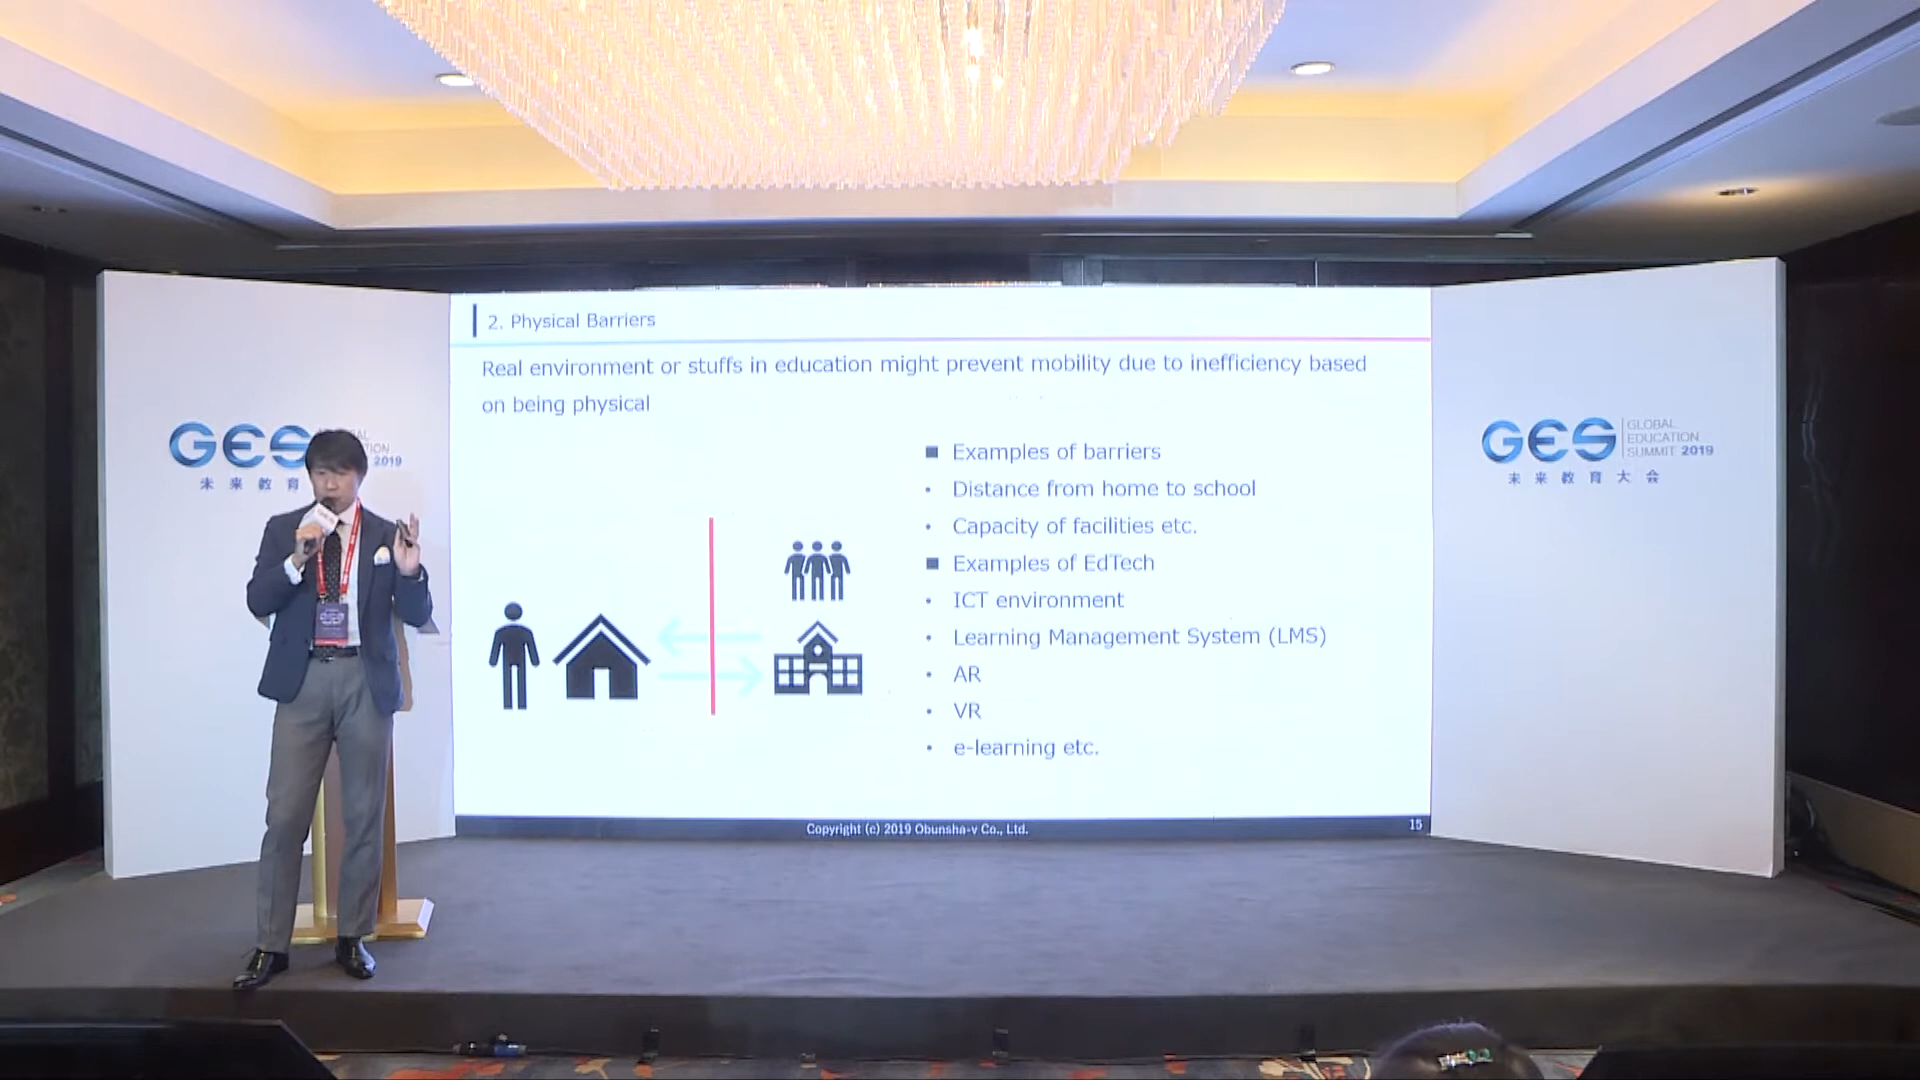 2. Physical Barriers
Real environment or stuffs in education might prevent mobility due to inefficiency based
on being physical
■ Examples of barriers
• Distance from home to school
• Capacity of facilities etc.
■ Examples of EdTech
• ICT environment
• Learning Management System (LMS)
• AR
• VR
• e-learning etc.
Copyright (c) 2019 Obunsha-v Co., Ltd.
15
GES
2019
未来教育
GES
GLOBAL
EDUCATION
SUMMIT 2019
未来教育大会